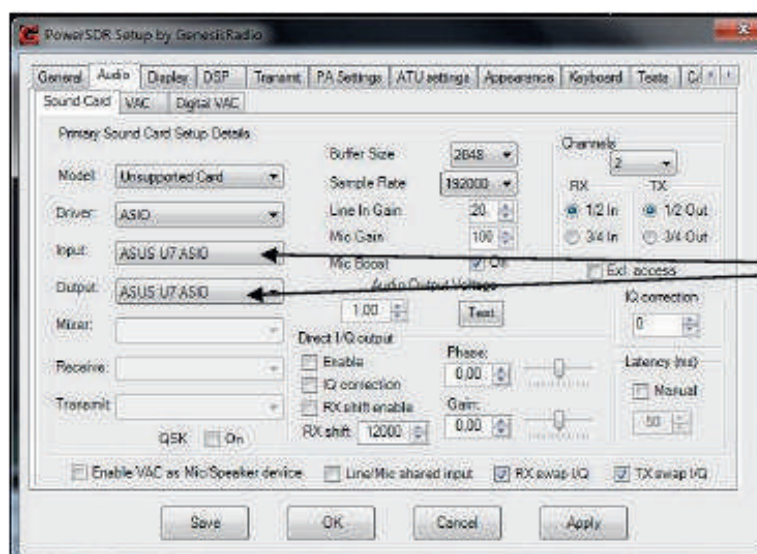 PowerSDR Setup by GenesisRadio
General Audio Display DSP Transmit PA Settings ATU settings Appearance Keyboard Tests
Sound Card VAC Digital VAC
Primary Sound Card Setup Details
Model: Unsupported Card
Driver: ASIO
Input: ASUS U7 ASIO
Output: ASUS U7 ASIO
Mixer:
Receive:
Transmit:
QSK On
Buffer Size 2048
Sample Rate 192000
Line In Gain 20
Mic Gain 100
Mic Boost On
Audio Output Voltage
1.00 Test
Direct I/Q output
Enable
IQ correction
RX shift enable
RX shift 12000
Phase:
0,00
Gain:
0,00
Channels
2
RX TX
1/2 In 1/2 Out
3/4 In 3/4 Out
Exl. access
IQ correction
0
Latency (ms)
Manual
50
Enable VAC as Mic/Speaker device Line/Mic shared input RX swap I/Q TX swap I/Q
Save OK Cancel Apply